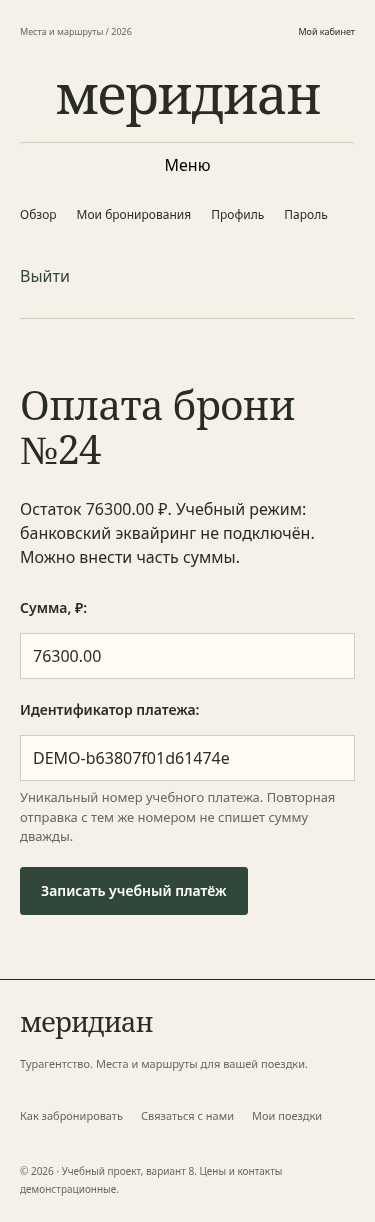 Места и маршруты / 2026
Мой кабинет
меридиан
Меню
Обзор Мои бронирования Профиль Пароль
Выйти
Оплата брони
№24
Остаток 76300.00 ₽. Учебный режим:
банковский эквайринг не подключён.
Можно внести часть суммы.
Сумма, ₽:
76300.00
Идентификатор платежа:
DEMO-b63807f01d61474e
Уникальный номер учебного платежа. Повторная
отправка с тем же номером не спишет сумму
дважды.
Записать учебный платёж
меридиан
Турагентство. Места и маршруты для вашей поездки.
Как забронировать Связаться с нами Мои поездки
© 2026 · Учебный проект, вариант 8. Цены и контакты
демонстрационные.